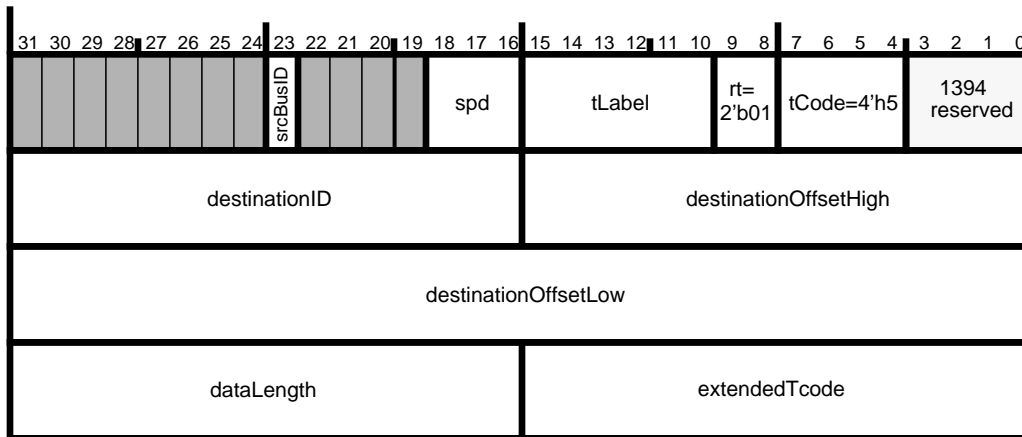 31 30 29 28 27 26 25 24 23 22 21 20 19 18 17 16 15 14 13 12 11 10 9 8 7 6 5 4 3 2 1 0
srcBusID
spd
tLabel
rt=
2'b01
tCode=4'h5
1394
reserved
destinationID
destinationOffsetHigh
destinationOffsetLow
dataLength
extendedTcode